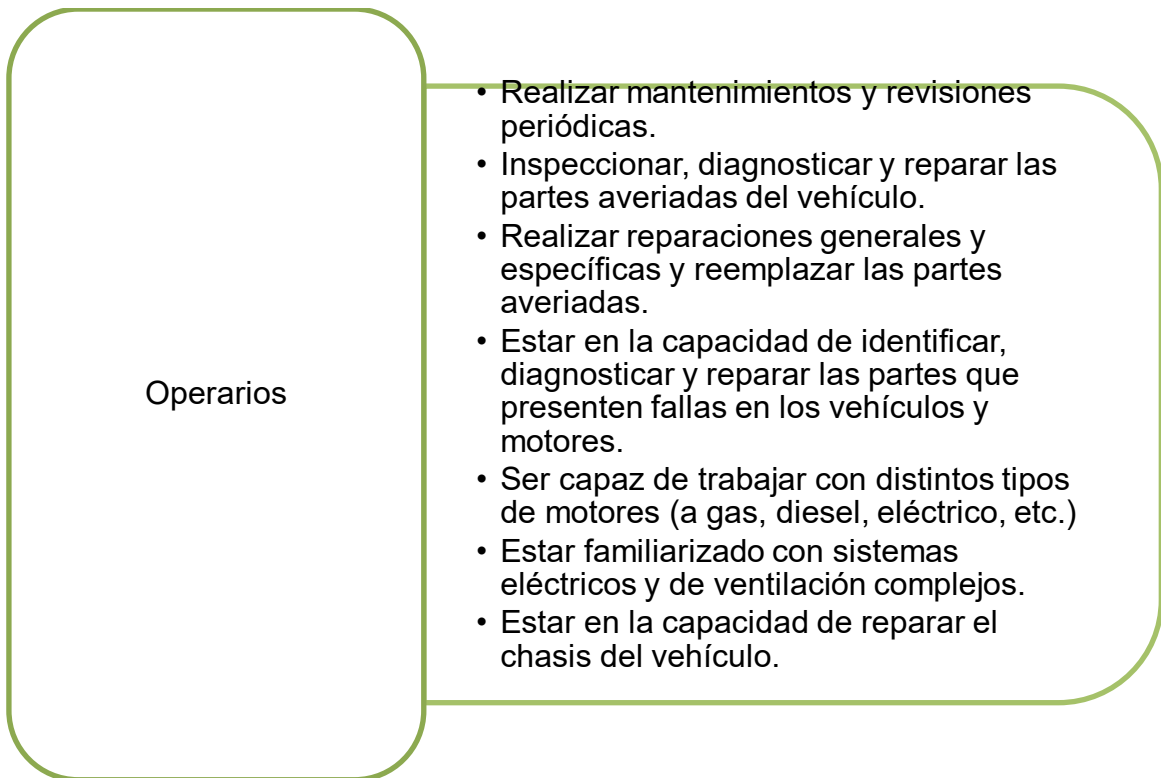 Operarios
• Realizar mantenimientos y revisiones
periódicas.
• Inspeccionar, diagnosticar y reparar las
partes averiadas del vehículo.
• Realizar reparaciones generales y
específicas y reemplazar las partes
averiadas.
• Estar en la capacidad de identificar,
diagnosticar y reparar las partes que
presenten fallas en los vehículos y
motores.
• Ser capaz de trabajar con distintos tipos
de motores (a gas, diesel, eléctrico, etc.)
• Estar familiarizado con sistemas
eléctricos y de ventilación complejos.
• Estar en la capacidad de reparar el
chasis del vehículo.